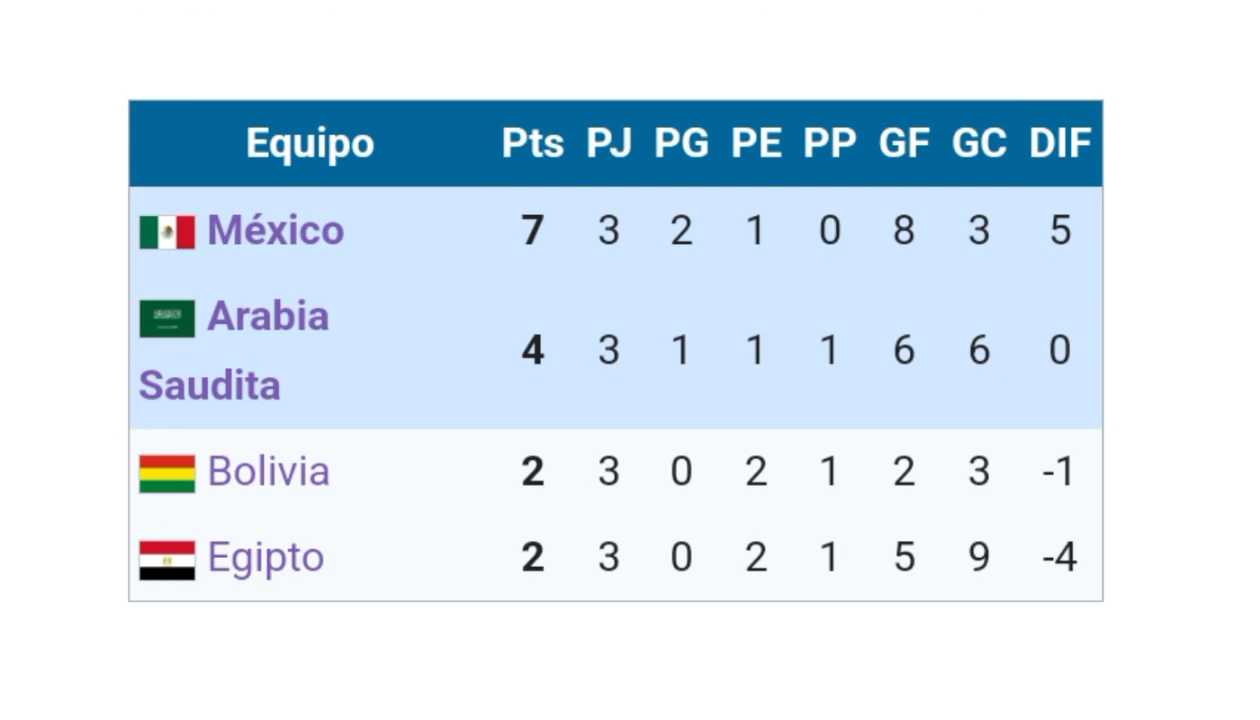 Equipo Pts PJ PG PE PP GF GC DIF
México 7 3 2 1 0 8 3 5
Arabia
Saudita 4 3 1 1 1 6 6 0
Bolivia 2 3 0 2 1 2 3 -1
Egipto 2 3 0 2 1 5 9 -4